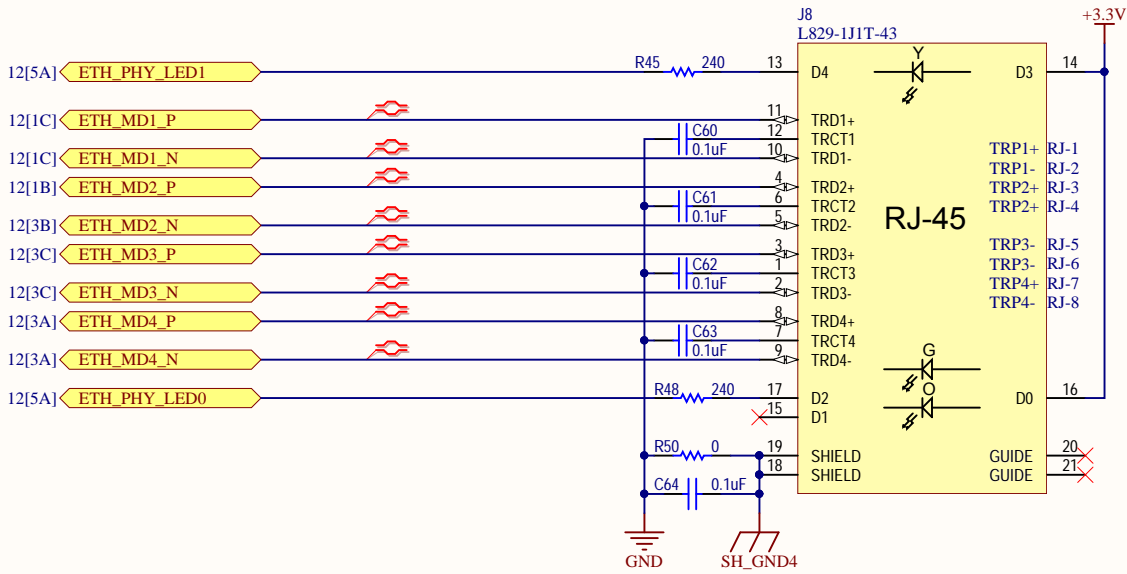 J8
L829-1J1T-43
+3.3V
12[5A] ETH_PHY_LED1 R45 240 13 D4 Y D3 14
12[1C] ETH_MD1_P 11 TRD1+
C60 12 TRCT1
12[1C] ETH_MD1_N 0.1uF 10 TRD1- TRP1+ RJ-1
TRP1- RJ-2
12[1B] ETH_MD2_P 4 TRD2+ TRP2+ RJ-3
C61 6 TRCT2 TRP2+ RJ-4
12[3B] ETH_MD2_N 0.1uF 5 TRD2- RJ-45
12[3C] ETH_MD3_P 3 TRD3+ TRP3- RJ-5
C62 1 TRCT3 TRP3- RJ-6
12[3C] ETH_MD3_N 0.1uF 2 TRD3- TRP4+ RJ-7
TRP4- RJ-8
12[3A] ETH_MD4_P 8 TRD4+
C63 7 TRCT4
12[3A] ETH_MD4_N 0.1uF 9 TRD4- G
12[5A] ETH_PHY_LED0 R48 240 17 D2 O D0 16
15 D1
R50 0 19 SHIELD GUIDE 20
18 SHIELD GUIDE 21
C64 0.1uF
GND SH_GND4